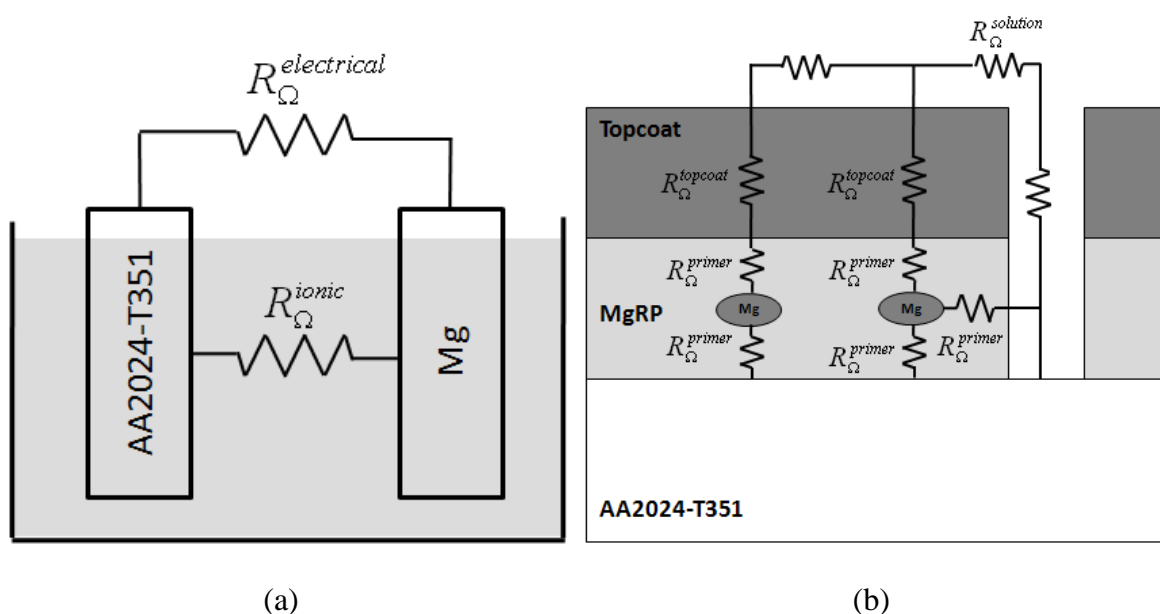 R_Ω^electrical
R_Ω^ionic
AA2024-T351
Mg
(a)
R_Ω^solution
Topcoat
R_Ω^topcoat R_Ω^topcoat
R_Ω^primer R_Ω^primer
MgRP Mg Mg
R_Ω^primer R_Ω^primer R_Ω^primer
AA2024-T351
(b)